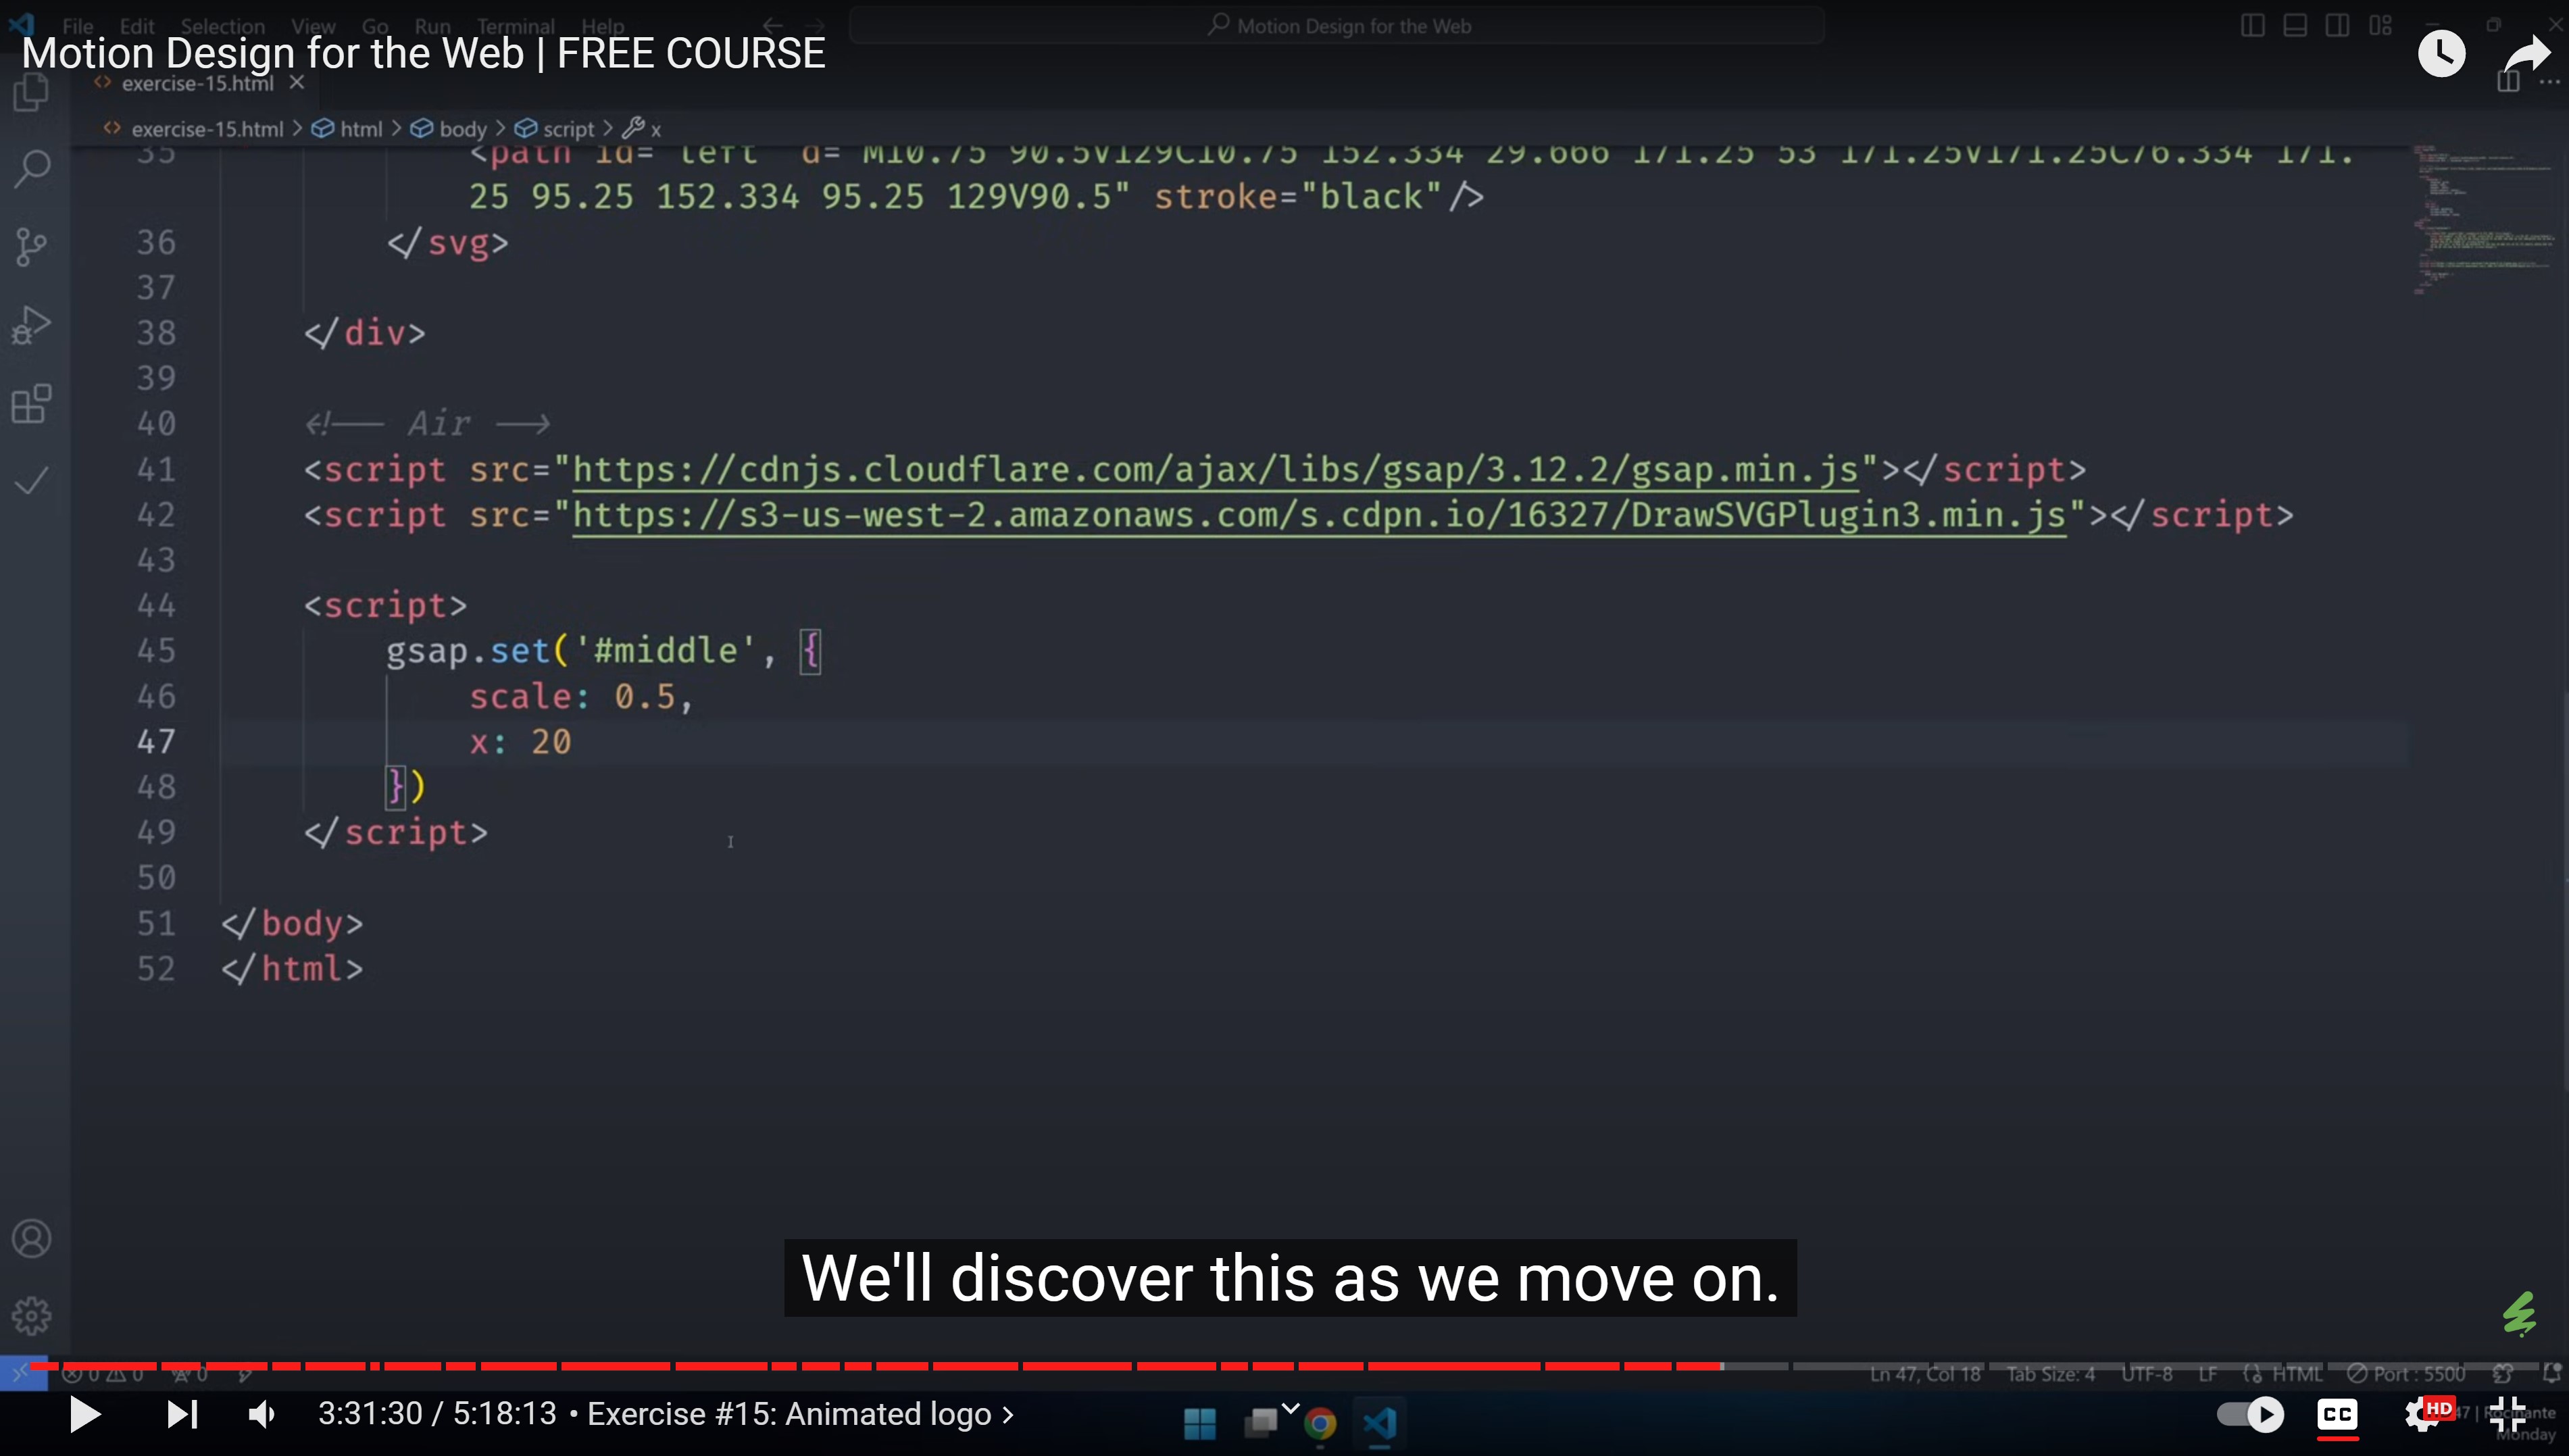 File Edit Selection View Go Run Terminal Help
Motion Design for the Web
Motion Design for the Web | FREE COURSE
exercise-15.html
exercise-15.html > html > body > script > x
35 <path id="left" d="M10.75 90.5V129C10.75 152.334 29.666 171.25 53 171.25V171.25C76.334 171.
25 95.25 152.334 95.25 129V90.5" stroke="black"/>
36 </svg>
37
38 </div>
39
40 <!-- Air -->
41 <script src="https://cdnjs.cloudflare.com/ajax/libs/gsap/3.12.2/gsap.min.js"></script>
42 <script src="https://s3-us-west-2.amazonaws.com/s.cdpn.io/16327/DrawSVGPlugin3.min.js"></script>
43
44 <script>
45 gsap.set('#middle', {
46 scale: 0.5,
47 x: 20
48 })
49 </script>
50
51 </body>
52 </html>
We'll discover this as we move on.
0 0 0 Ln 47, Col 18 Tab Size: 4 UTF-8 LF HTML Port : 5500
3:31:30 / 5:18:13 • Exercise #15: Animated logo >
CC HD
47 | Rocinante
Monday